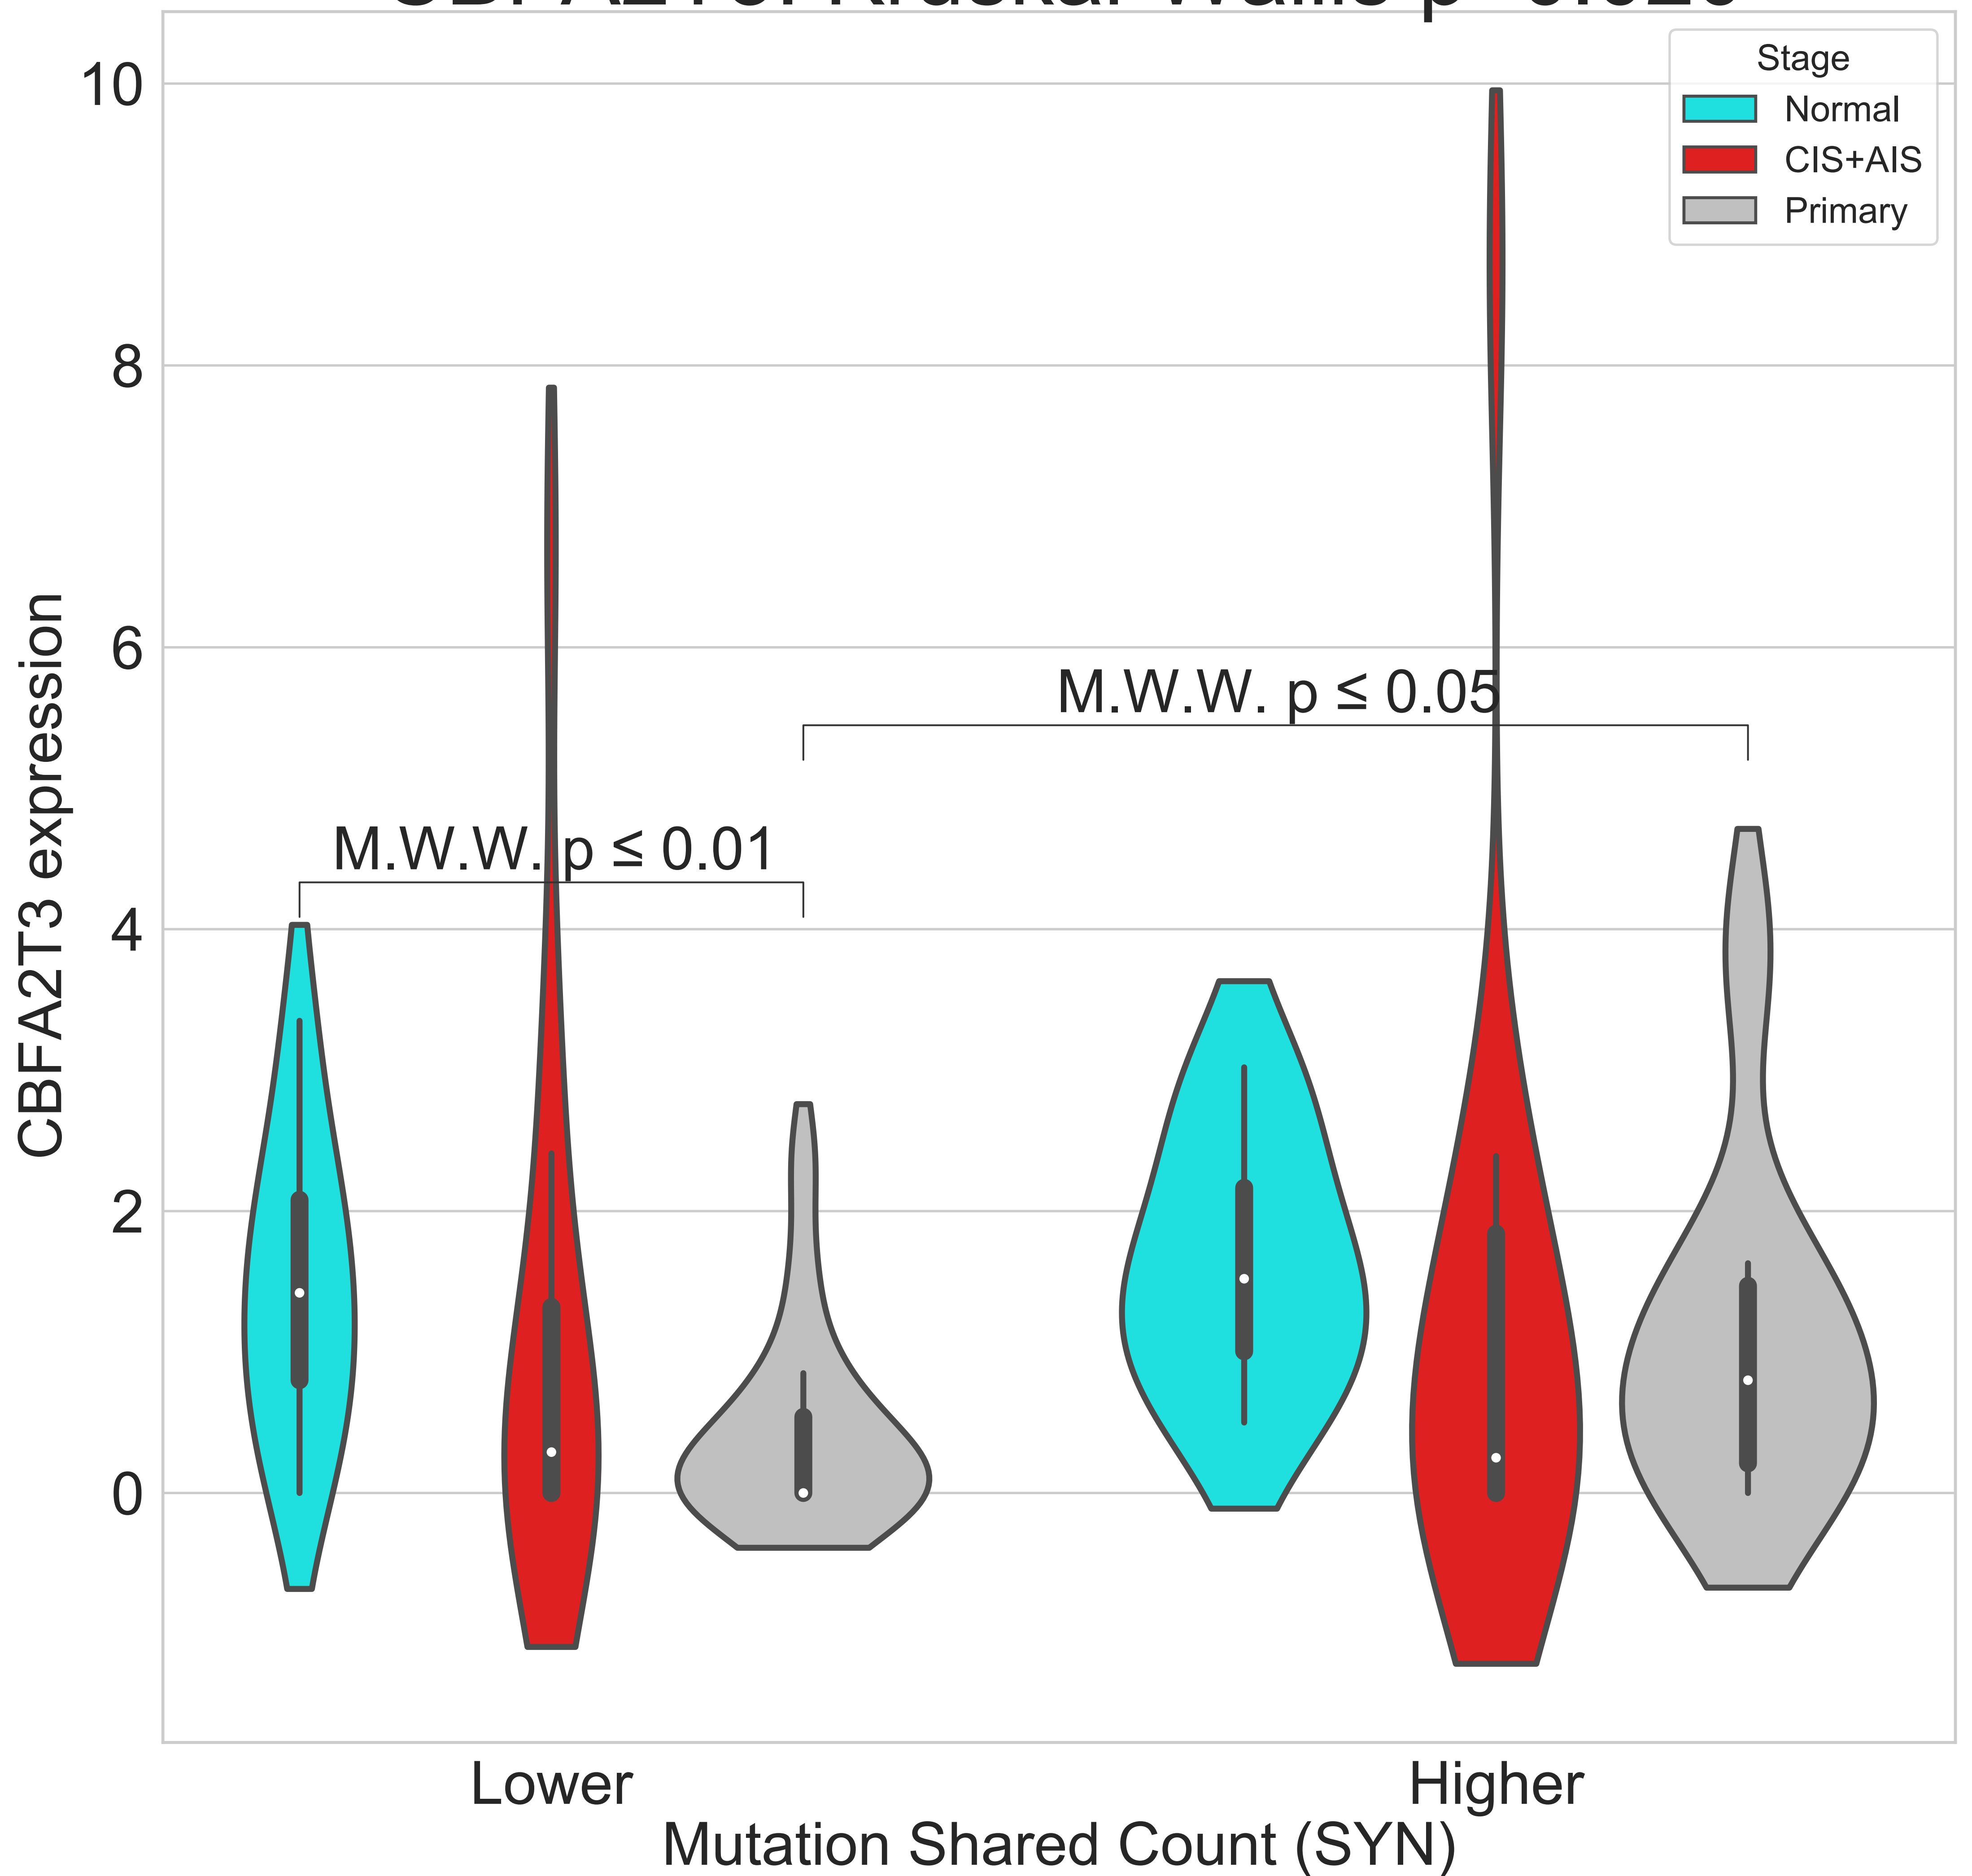 10
8
6
4
2
0
CBFA2T3 expression
Stage
Normal
CIS+AIS
Primary
M.W.W. p ≤ 0.05
M.W.W. p ≤ 0.01
Lower
Higher
Mutation Shared Count (SYN)